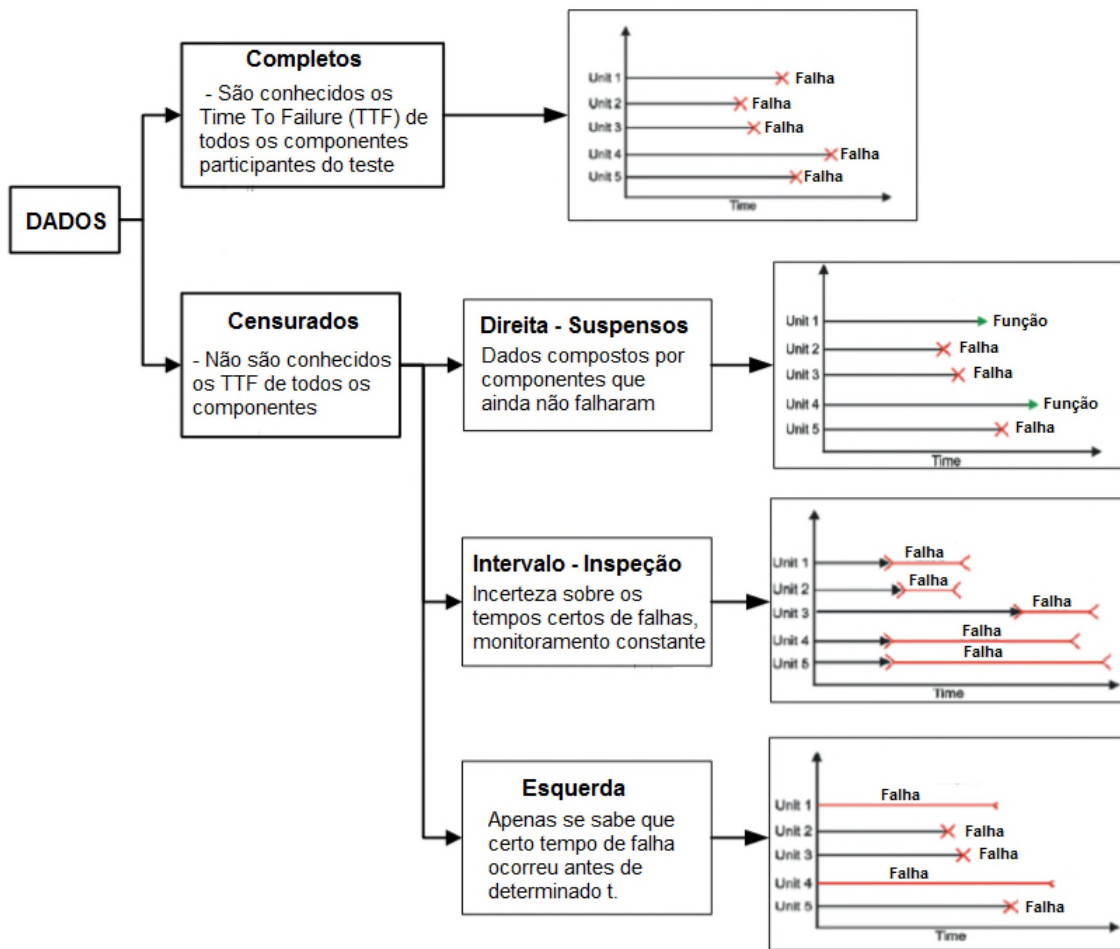 Completos
- São conhecidos os
Time To Failure (TTF) de
todos os componentes
participantes do teste
Unit 1
Falha
Unit 2
Falha
Unit 3
Falha
Unit 4
Falha
Unit 5
Falha
Time
DADOS
Censurados
- Não são conhecidos
os TTF de todos os
componentes
Direita - Suspensos
Dados compostos por
componentes que
ainda não falharam
Unit 1
Função
Unit 2
Falha
Unit 3
Falha
Unit 4
Função
Unit 5
Falha
Time
Intervalo - Inspeção
Incerteza sobre os
tempos certos de falhas,
monitoramento constante
Unit 1
Falha
Unit 2
Falha
Unit 3
Falha
Unit 4
Falha
Unit 5
Falha
Time
Esquerda
Apenas se sabe que
certo tempo de falha
ocorreu antes de
determinado t.
Unit 1
Falha
Unit 2
Falha
Unit 3
Falha
Unit 4
Falha
Unit 5
Falha
Time